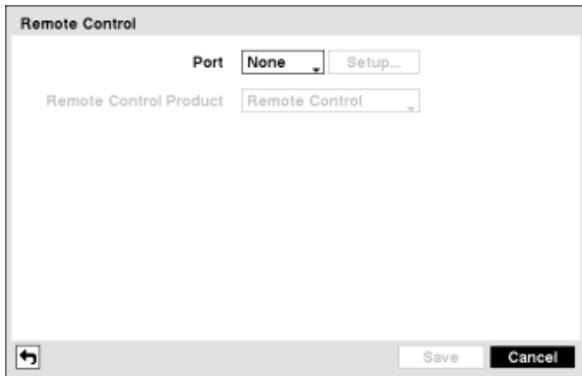 Remote Control
Port None Setup...
Remote Control Product Remote Control
Save Cancel